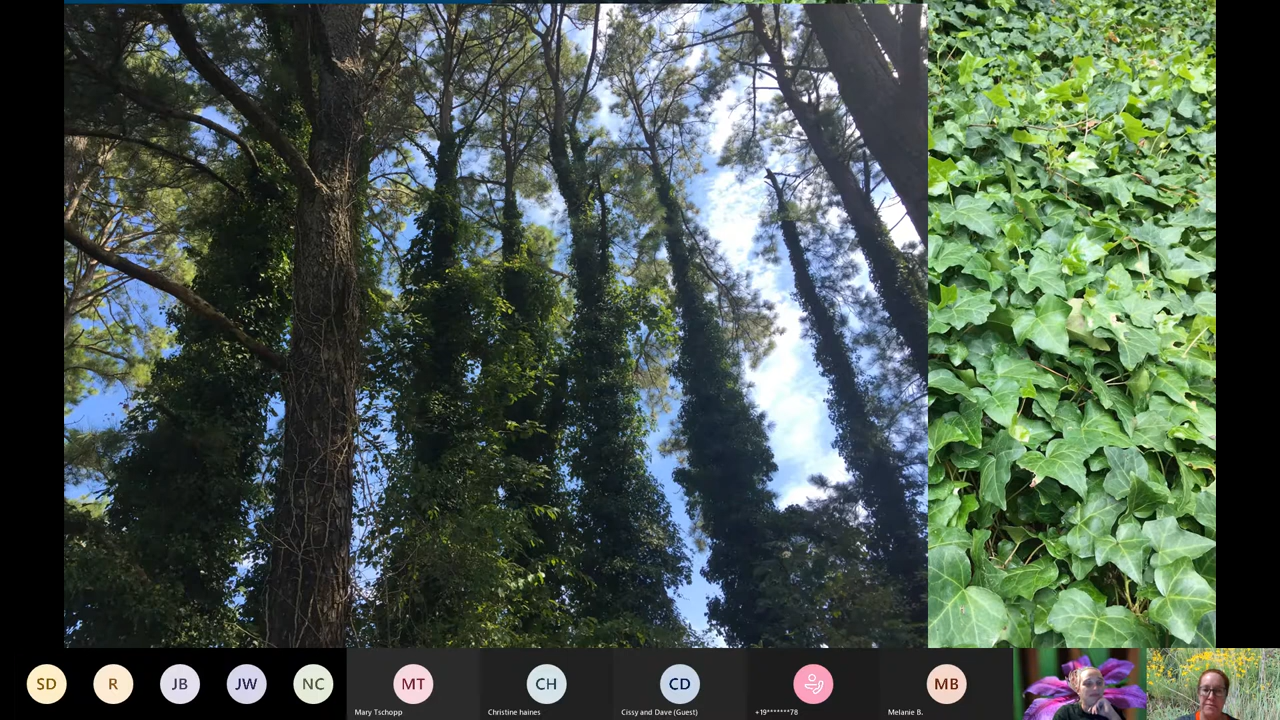 SD
R
JB
JW
NC
MT
CH
CD
MB
Mary Tschopp
Christine haines
Cissy and Dave (Guest)
+19*******78
Melanie B.